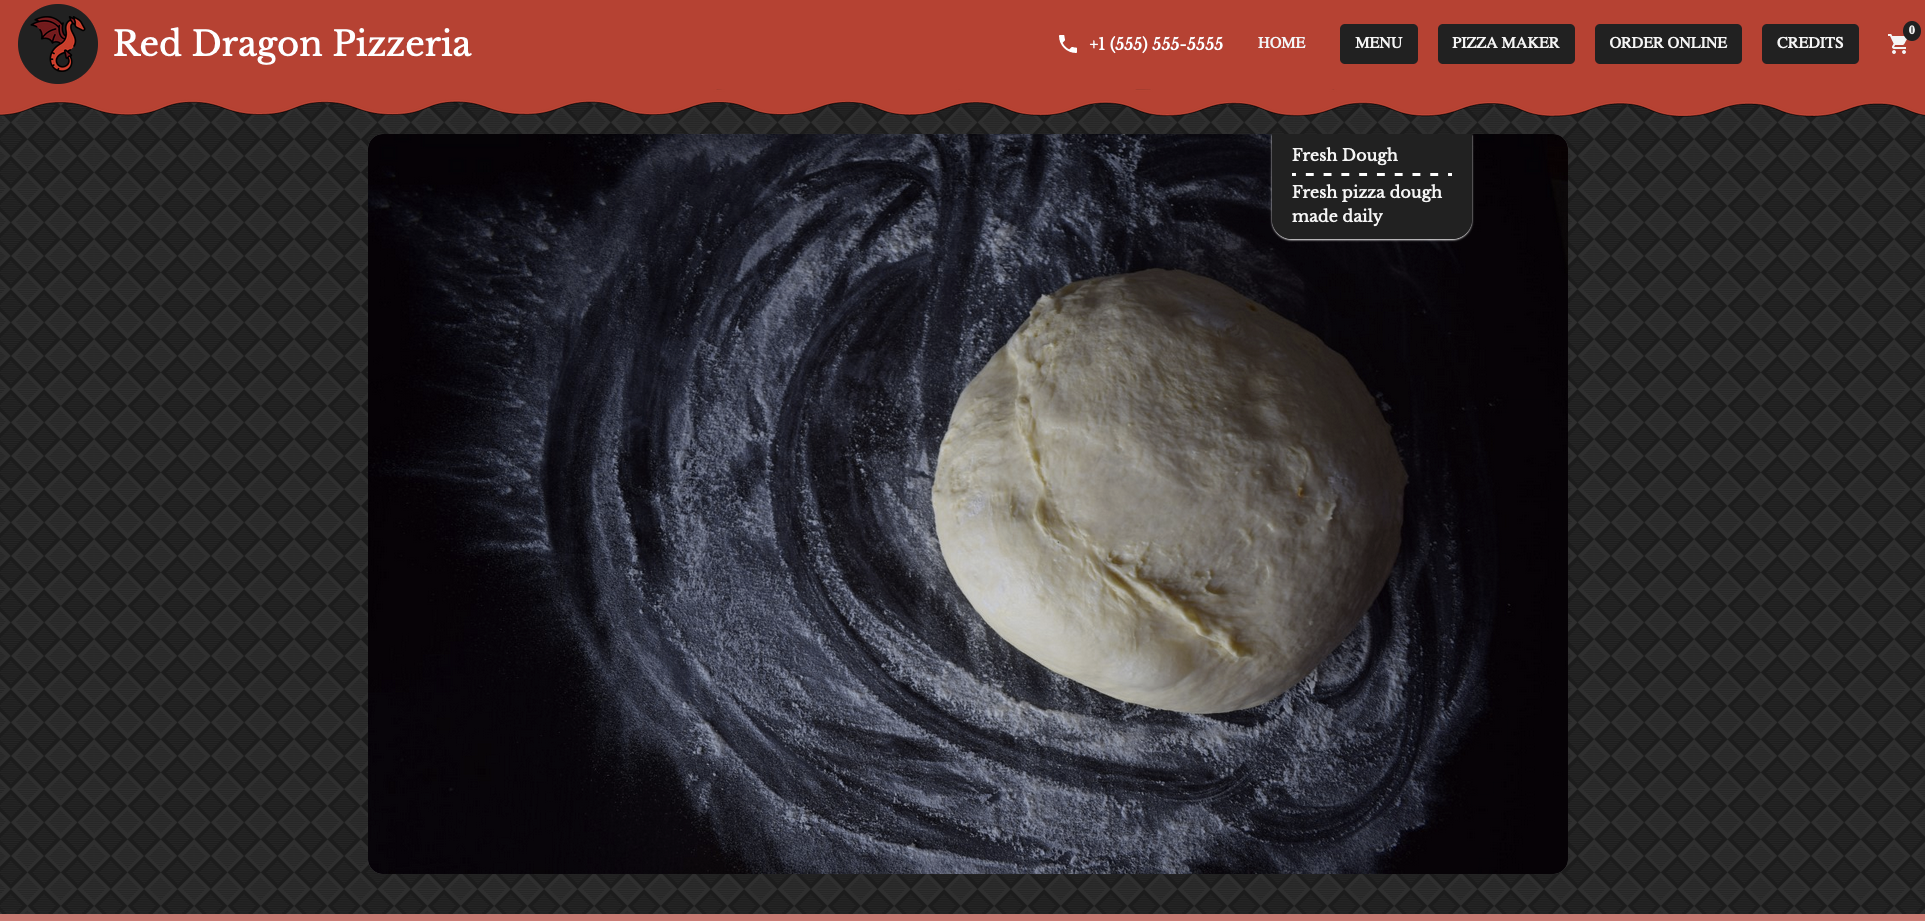 Red Dragon Pizzeria
+1 (555) 555-5555
HOME
MENU
PIZZA MAKER
ORDER ONLINE
CREDITS
0
Fresh Dough
Fresh pizza dough
made daily